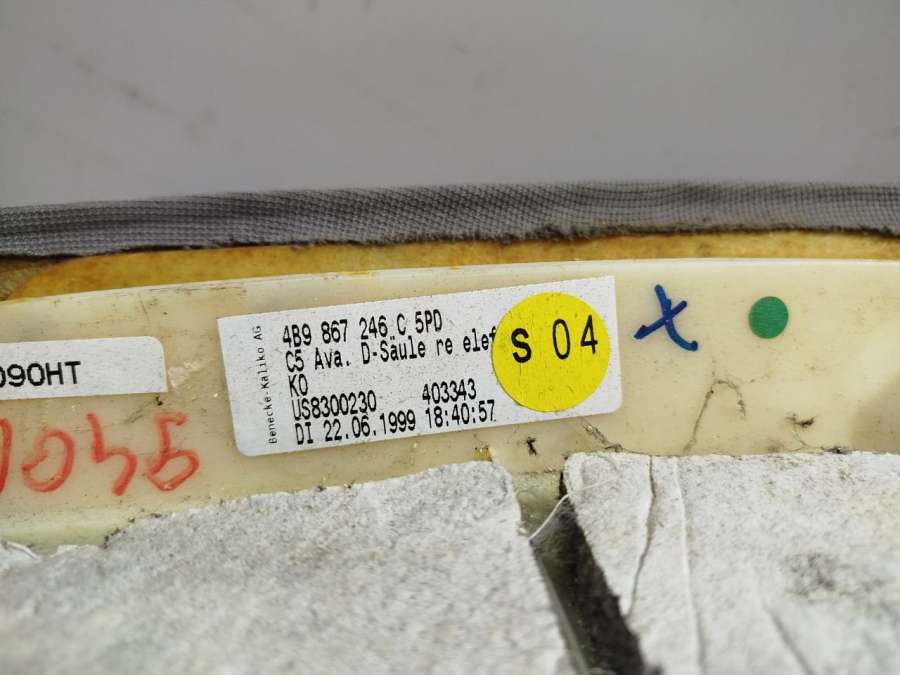 090HT
Benecke-Kaliko AG
4B9 867 246 C 5PD
C5 Ava. D-Säule re elef
K0
US8300230 403343
DI 22.06.1999 18:40:57
S 04